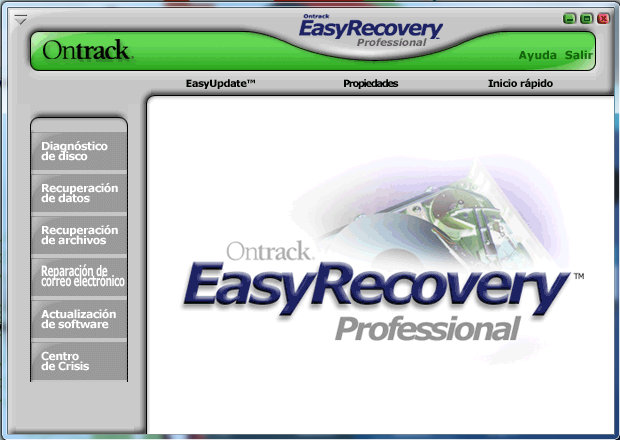 Ontrack
EasyRecovery
Professional
Ontrack®
Ayuda Salir
EasyUpdate™ Propiedades Inicio rápido
Diagnóstico
de disco
Recuperación
de datos
Recuperación
de archivos
Reparación de
correo electrónico
Actualización
de software
Centro
de Crisis
Ontrack®
EasyRecovery™
Professional